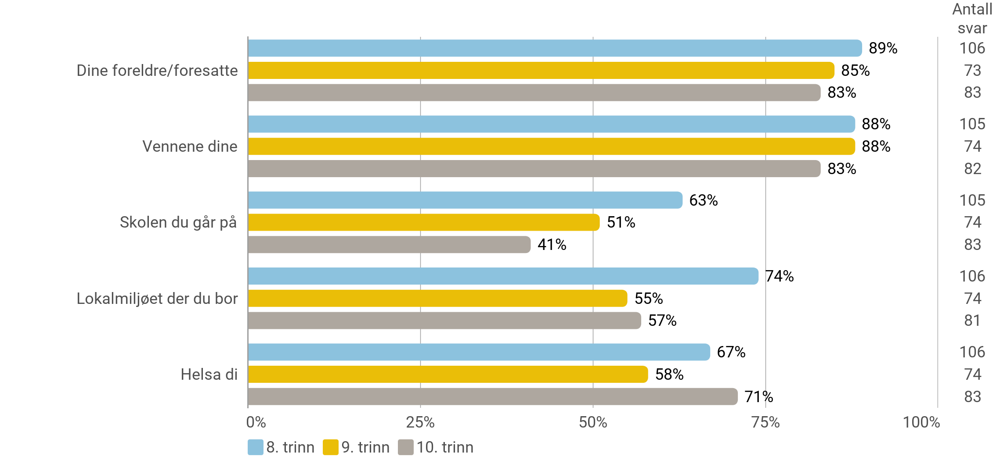 Antall
svar
89% 106
Dine foreldre/foresatte 85% 73
83% 83
88% 105
Vennene dine 88% 74
83% 82
63% 105
Skolen du går på 51% 74
41% 83
74% 106
Lokalmiljøet der du bor 55% 74
57% 81
67% 106
Helsa di 58% 74
71% 83
0% 25% 50% 75% 100%
8. trinn 9. trinn 10. trinn